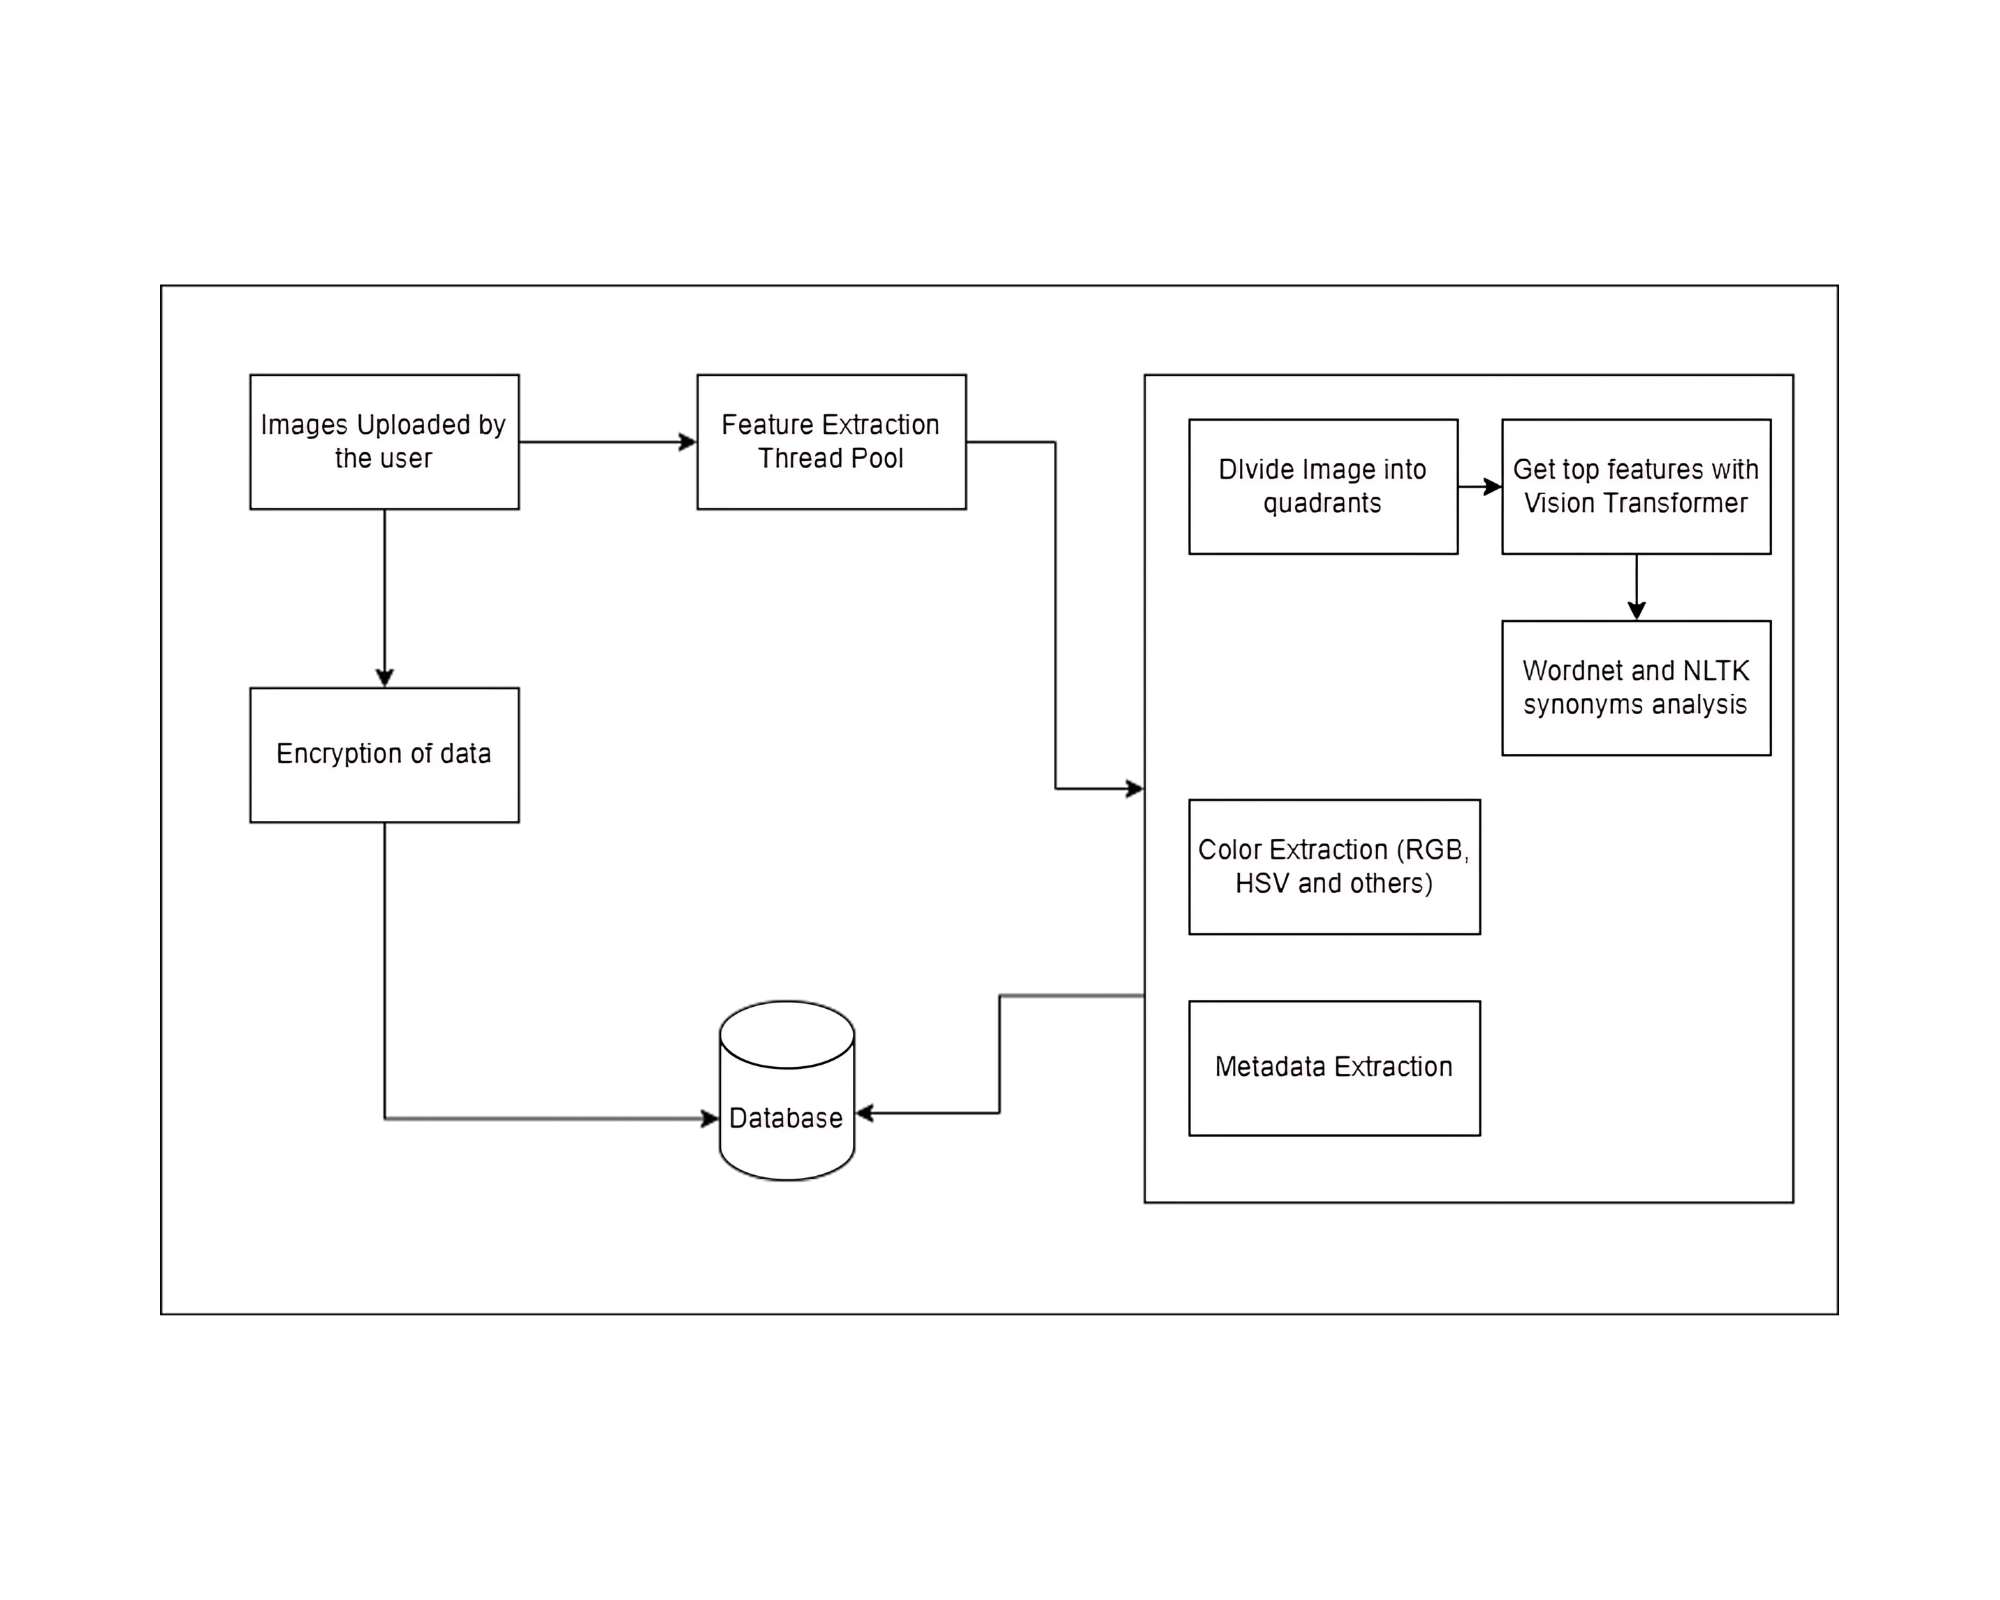 Images Uploaded by
the user
Feature Extraction
Thread Pool
DIvide Image into
quadrants
Get top features with
Vision Transformer
Wordnet and NLTK
synonyms analysis
Encryption of data
Color Extraction (RGB,
HSV and others)
Metadata Extraction
Database